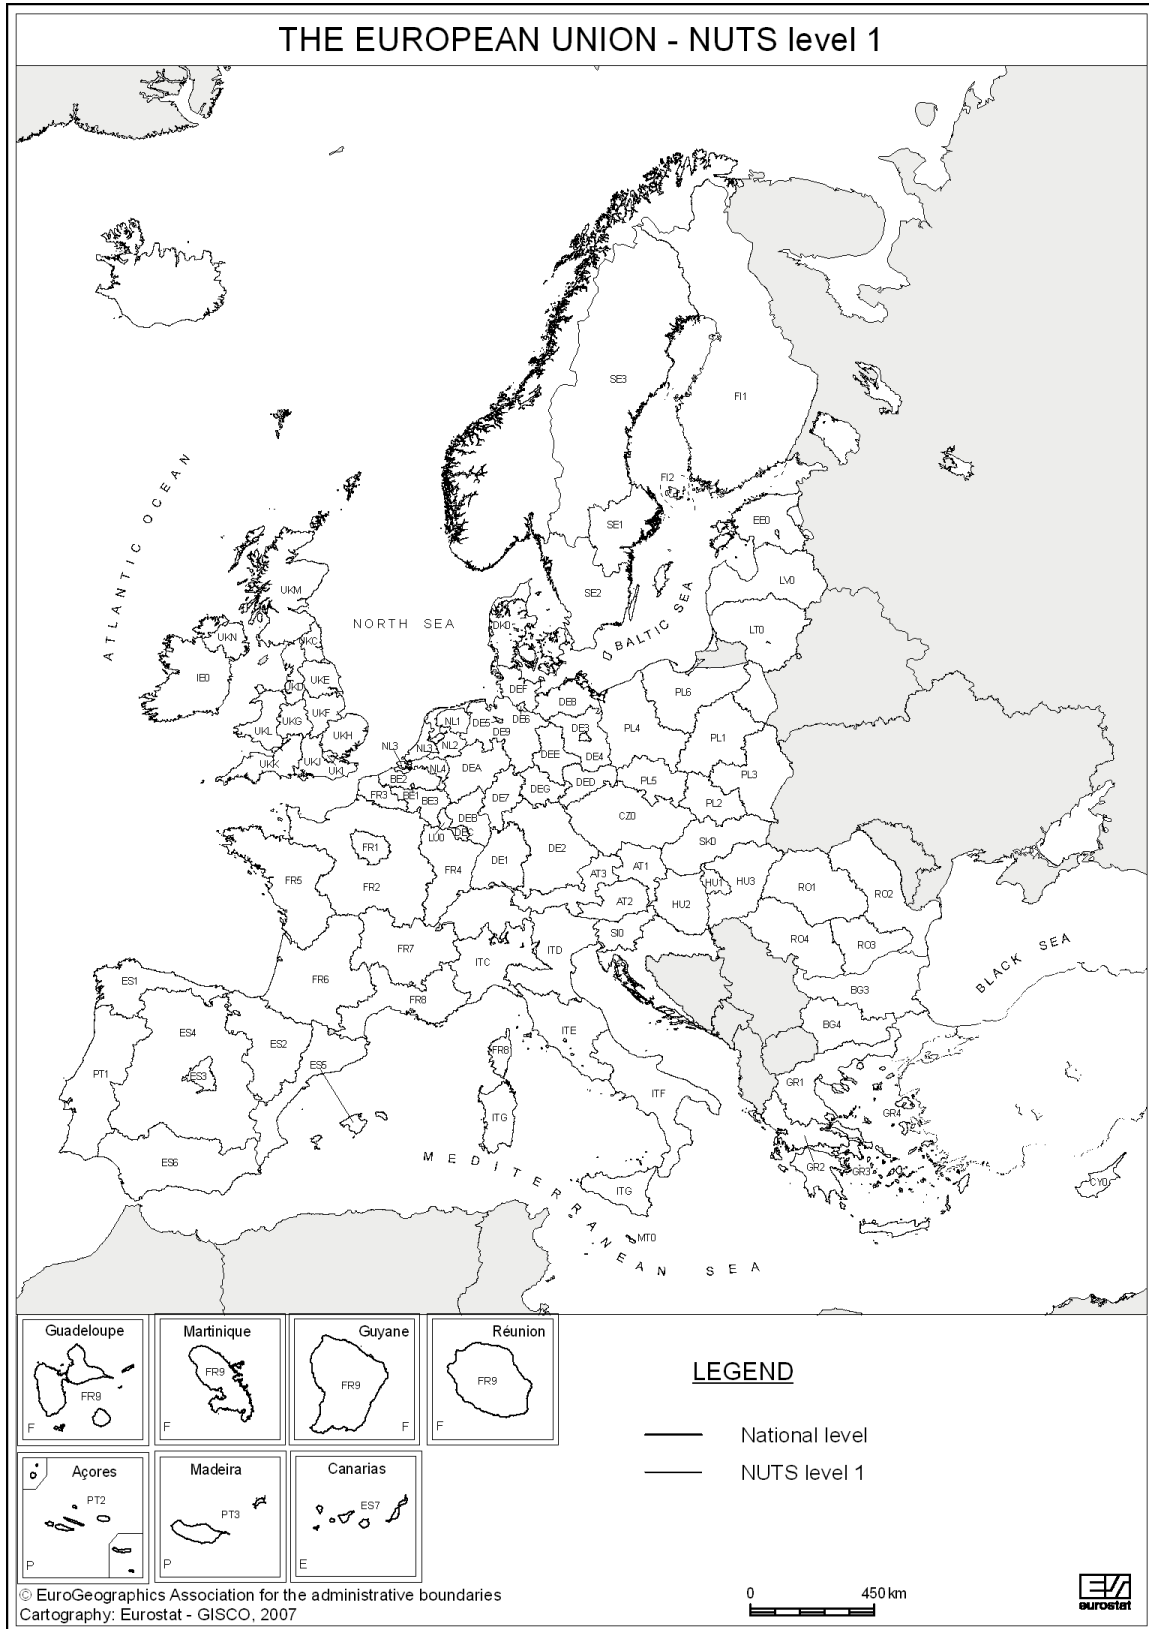 THE EUROPEAN UNION - NUTS level 1
SE3
FI1
FI2
ATLANTIC OCEAN
SE1
EE0
UKM
SE2
LV0
NORTH SEA
BALTIC SEA
DK0
LT0
UKN
UKC
IE0
UKD
UKE
DEF
PL6
DE8
UKF
UKG
NL1
DE5
DE6
DE9
DE3
PL4
PL1
UKL
UKH
NL3
NL3
NL2
DEE
DE4
UKK
UKJ
UKI
NL4
DEA
BE2
DEG
DED
PL5
PL3
FR3
BE1
BE3
DE7
PL2
DEB
CZ0
LU0
DEC
FR1
DE1
DE2
SK0
FR5
FR2
FR4
AT3
AT1
HU1
HU3
RO1
RO2
AT2
HU2
FR7
ITC
ITD
SI0
RO4
RO3
BLACK SEA
ES1
FR6
FR8
BG3
ES4
ES2
ITE
BG4
PT1
ES3
ES5
FR8
GR1
ITG
ITF
GR4
ES6
MEDITERRANEAN SEA
GR2
GR3
CY0
ITG
MT0
Guadeloupe
FR9
F
Martinique
FR9
F
Guyane
FR9
F
Réunion
FR9
F
LEGEND
National level
NUTS level 1
Açores
PT2
P
Madeira
PT3
P
Canarias
ES7
E
© EuroGeographics Association for the administrative boundaries
Cartography: Eurostat - GISCO, 2007
0 450 km
eurostat